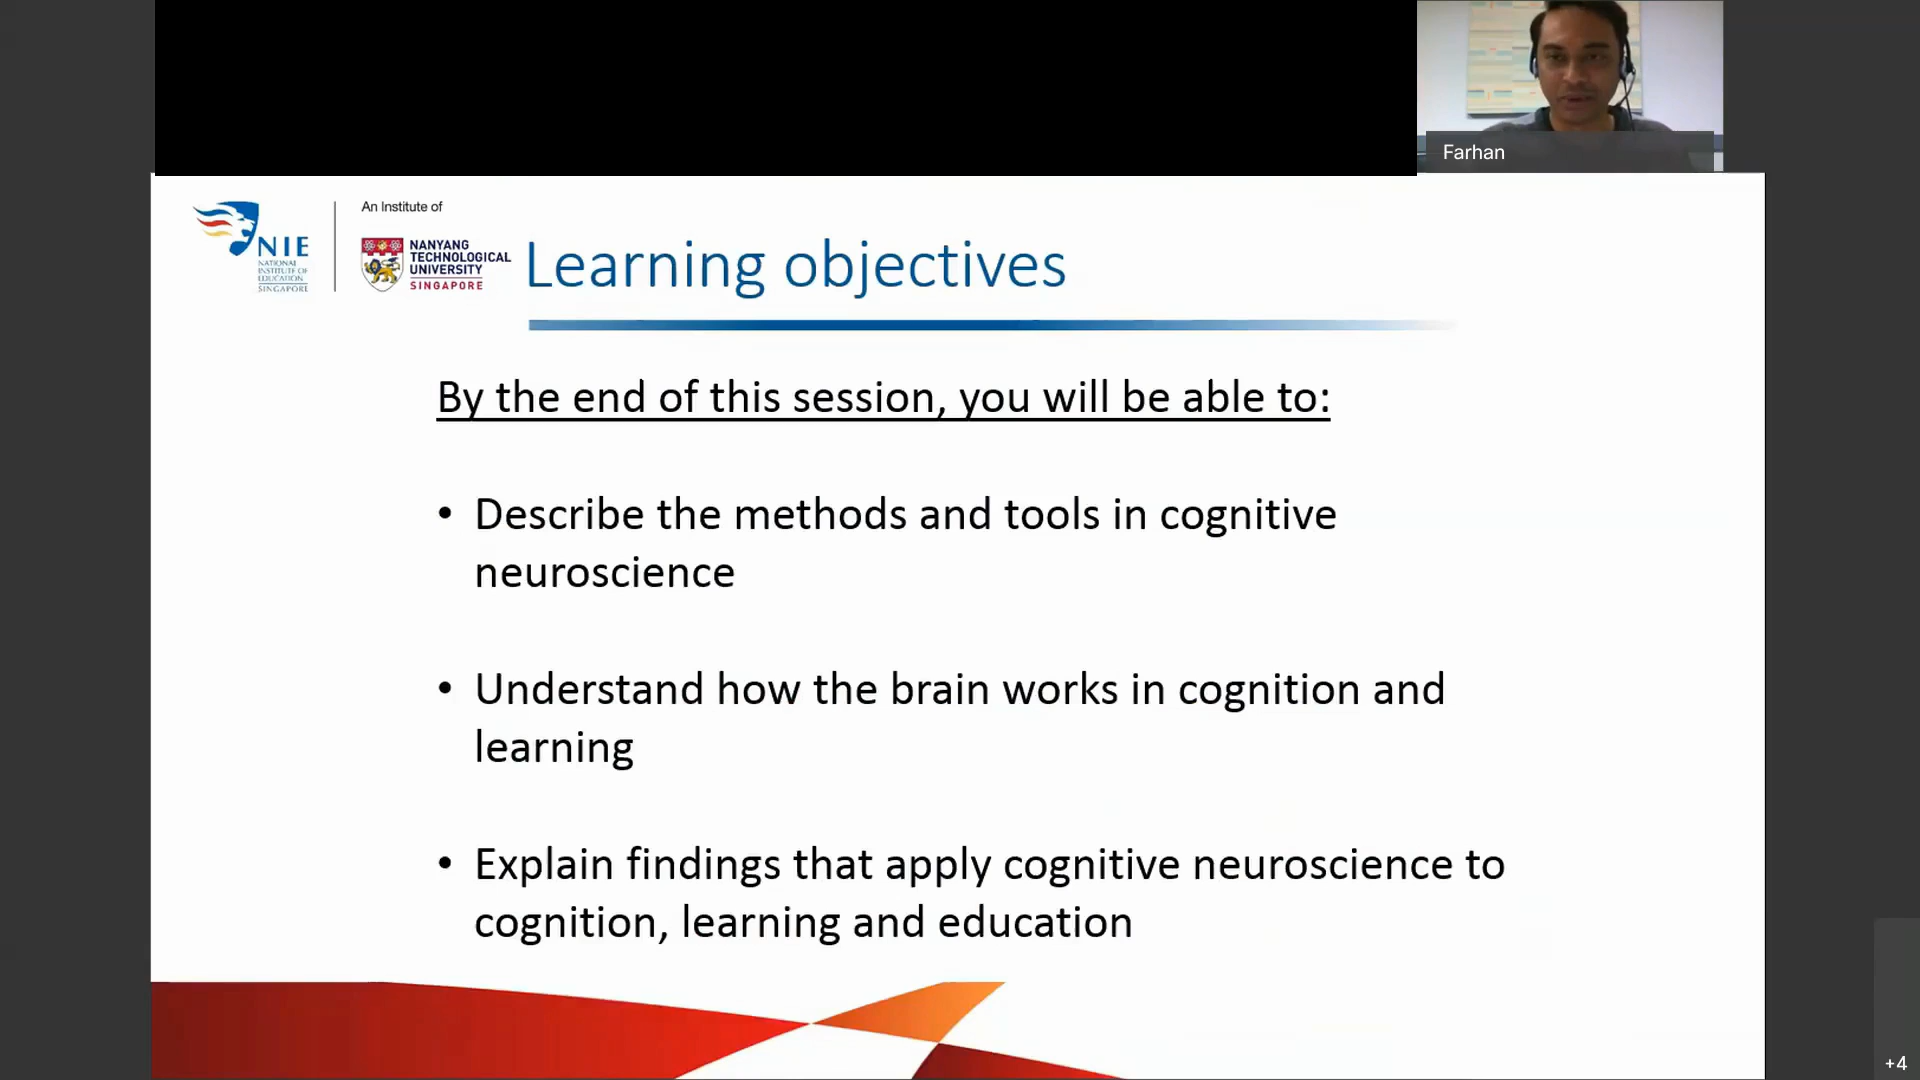 Farhan
An Institute of
NIE
NATIONAL
INSTITUTE OF
EDUCATION
SINGAPORE
NANYANG
TECHNOLOGICAL
UNIVERSITY
SINGAPORE
Learning objectives
By the end of this session, you will be able to:
• Describe the methods and tools in cognitive
neuroscience
• Understand how the brain works in cognition and
learning
• Explain findings that apply cognitive neuroscience to
cognition, learning and education
+4